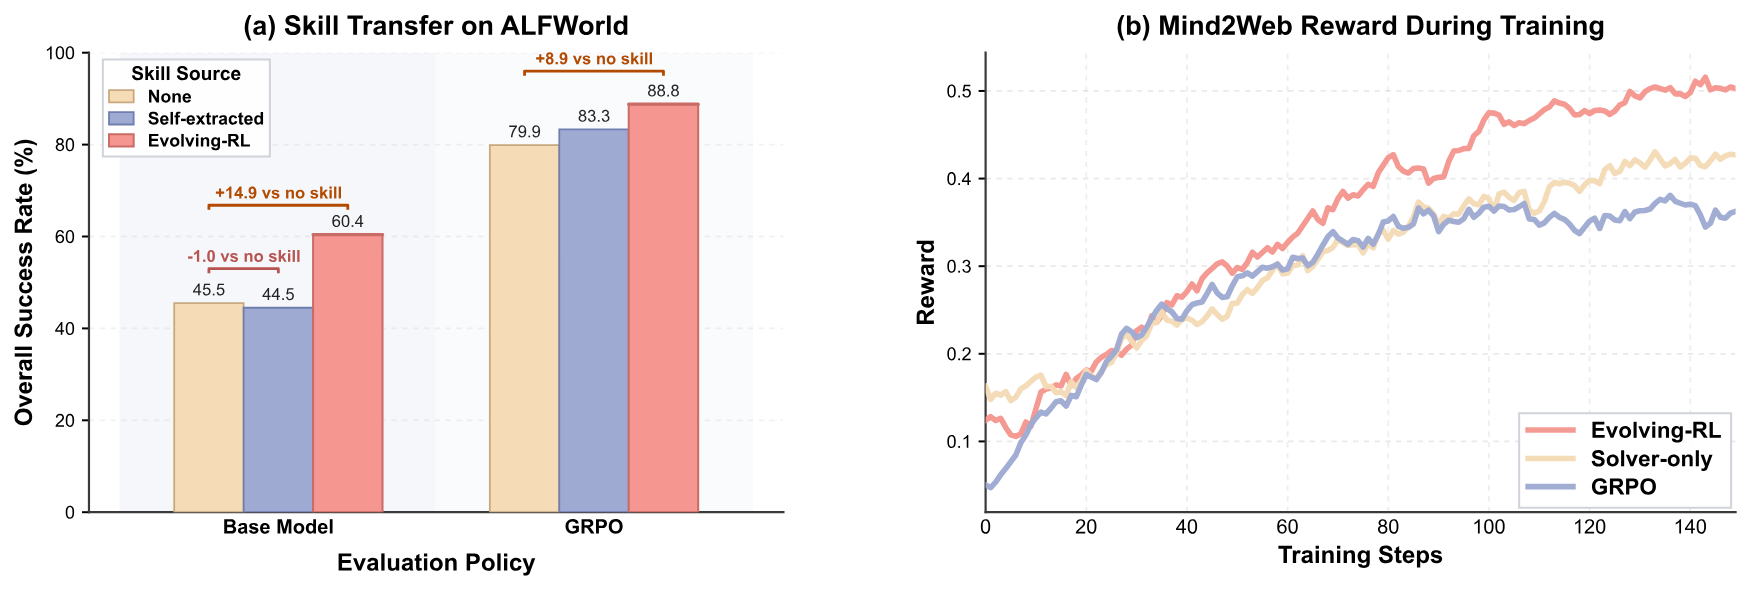 (a) Skill Transfer on ALFWorld
Overall Success Rate (%)
100
80
60
40
20
0
Skill Source
None
Self-extracted
Evolving-RL
+14.9 vs no skill
-1.0 vs no skill
45.5
44.5
60.4
+8.9 vs no skill
79.9
83.3
88.8
Base Model
GRPO
Evaluation Policy
(b) Mind2Web Reward During Training
Reward
0.5
0.4
0.3
0.2
0.1
Evolving-RL
Solver-only
GRPO
0 20 40 60 80 100 120 140
Training Steps